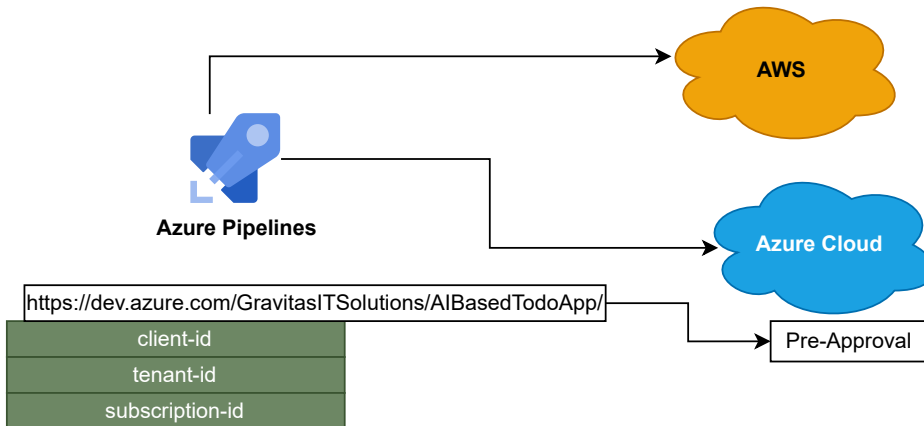 AWS
Azure Pipelines
Azure Cloud
https://dev.azure.com/GravitasITSolutions/AIBasedTodoApp/
Pre-Approval
client-id
tenant-id
subscription-id